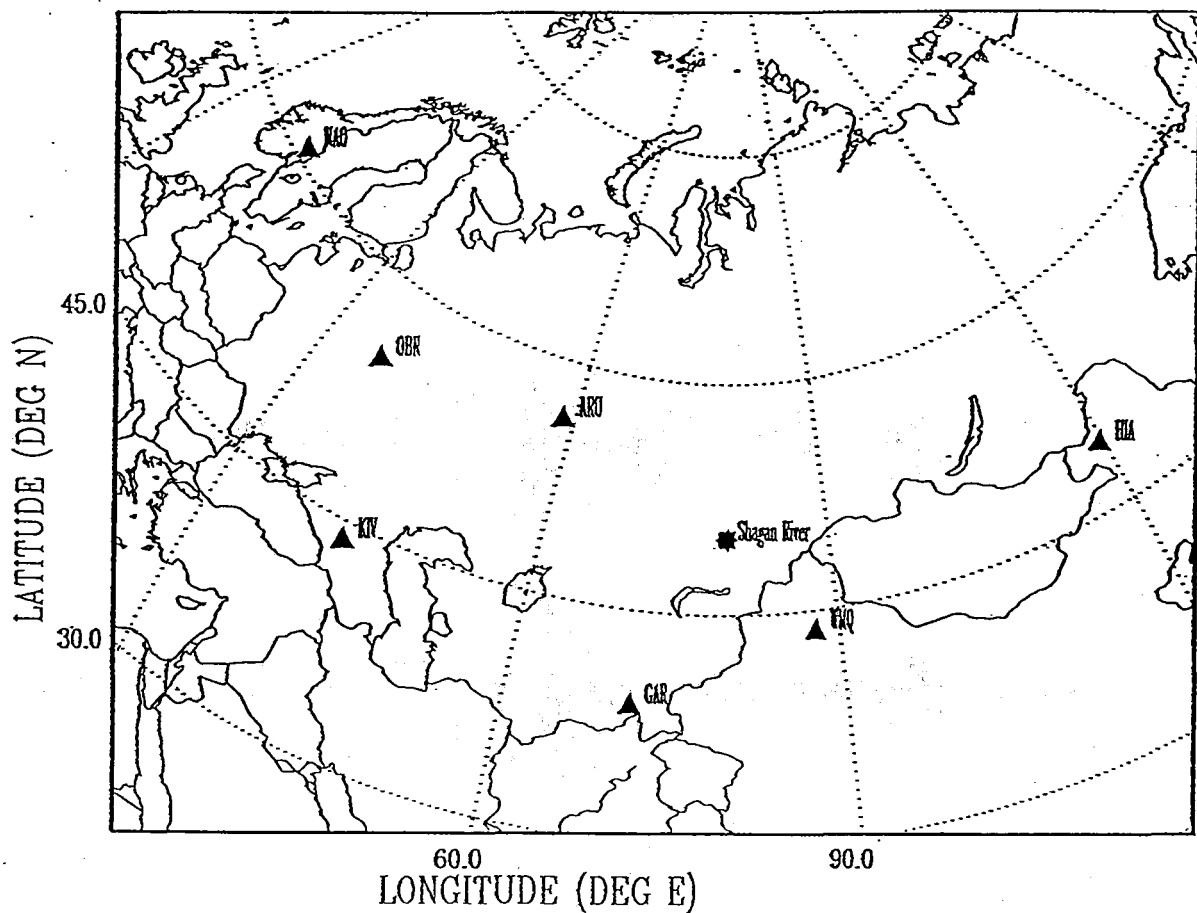 NAO
45.0
OBN
ARU
HIA
KIV
Shagan River
LATITUDE (DEG N)
30.0
WMQ
GAR
60.0
90.0
LONGITUDE (DEG E)